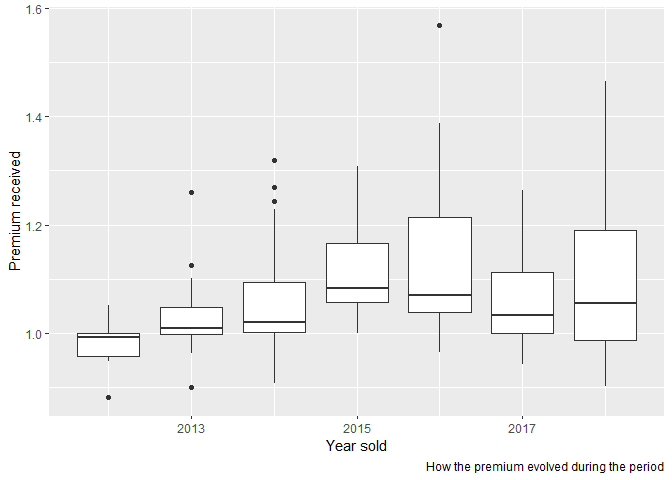 Premium received
1.6
1.4
1.2
1.0
2013 2015 2017
Year sold
How the premium evolved during the period